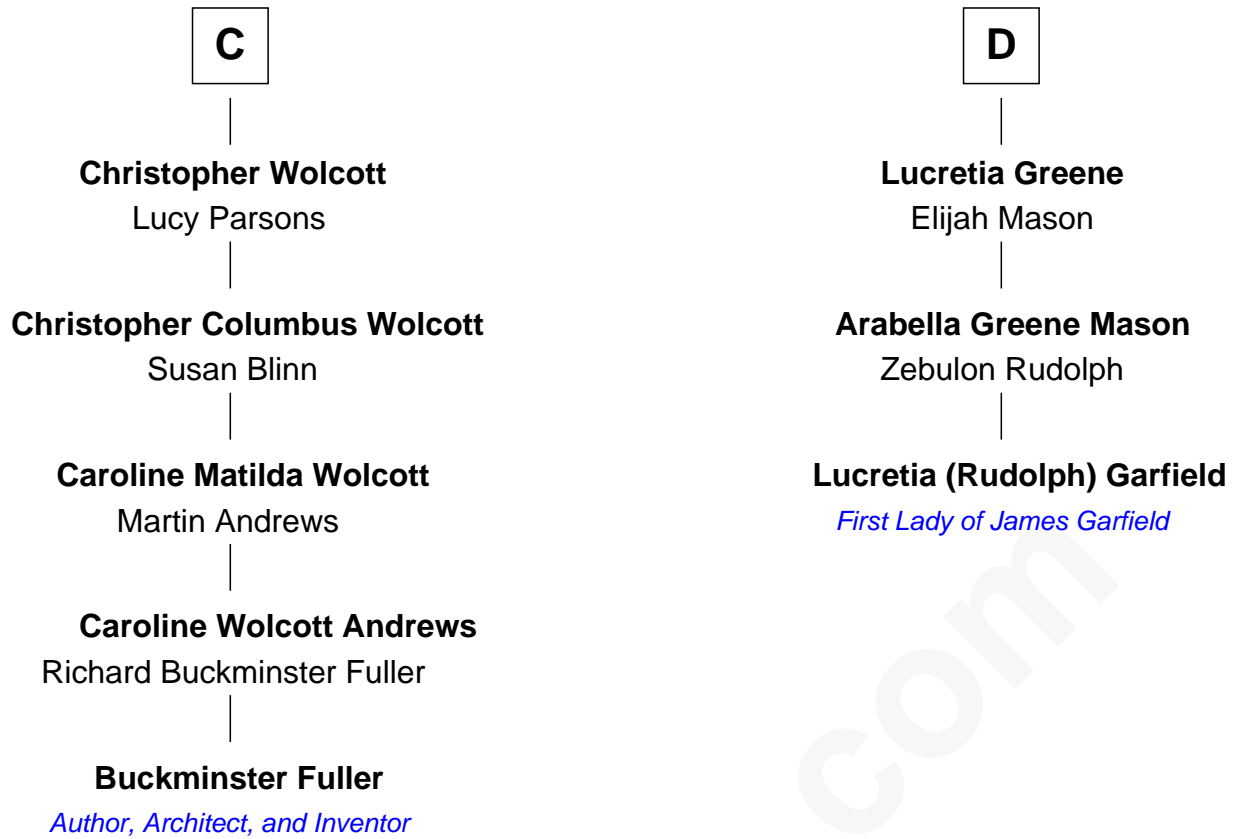 C
Christopher Wolcott
Lucy Parsons
Christopher Columbus Wolcott
Susan Blinn
Caroline Matilda Wolcott
Martin Andrews
Caroline Wolcott Andrews
Richard Buckminster Fuller
Buckminster Fuller
Author, Architect, and Inventor
D
Lucretia Greene
Elijah Mason
Arabella Greene Mason
Zebulon Rudolph
Lucretia (Rudolph) Garfield
First Lady of James Garfield
com